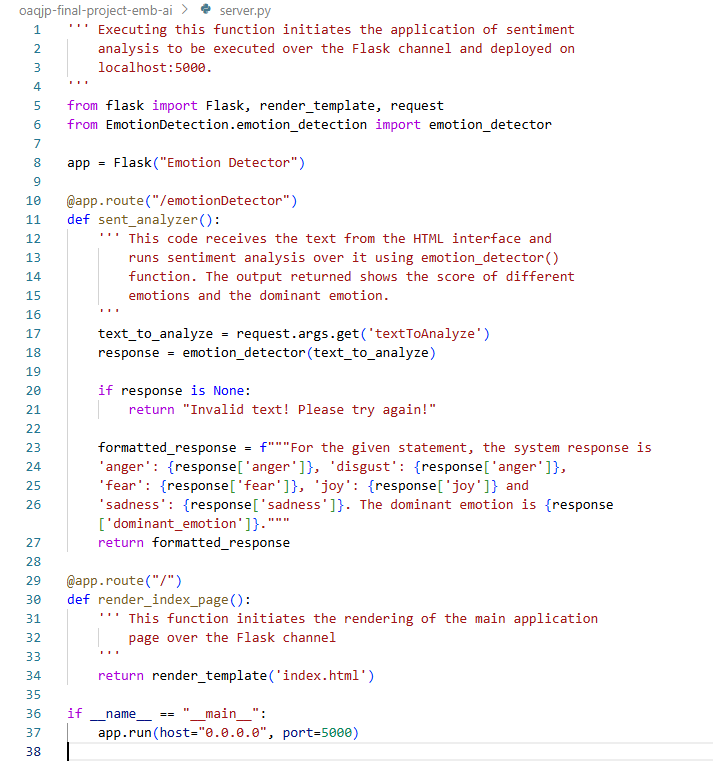 oaqjp-final-project-emb-ai > server.py
1 ''' Executing this function initiates the application of sentiment
2     analysis to be executed over the Flask channel and deployed on
3     localhost:5000.
4 '''
5 from flask import Flask, render_template, request
6 from EmotionDetection.emotion_detection import emotion_detector
7
8 app = Flask("Emotion Detector")
9
10 @app.route("/emotionDetector")
11 def sent_analyzer():
12     ''' This code receives the text from the HTML interface and
13         runs sentiment analysis over it using emotion_detector()
14         function. The output returned shows the score of different
15         emotions and the dominant emotion.
16     '''
17     text_to_analyze = request.args.get('textToAnalyze')
18     response = emotion_detector(text_to_analyze)
19
20     if response is None:
21         return "Invalid text! Please try again!"
22
23     formatted_response = f"""For the given statement, the system response is
24     'anger': {response['anger']}, 'disgust': {response['anger']},
25     'fear': {response['fear']}, 'joy': {response['joy']} and
26     'sadness': {response['sadness']}. The dominant emotion is {response
    ['dominant_emotion']}."""
27     return formatted_response
28
29 @app.route("/")
30 def render_index_page():
31     ''' This function initiates the rendering of the main application
32         page over the Flask channel
33     '''
34     return render_template('index.html')
35
36 if __name__ == "__main__":
37     app.run(host="0.0.0.0", port=5000)
38